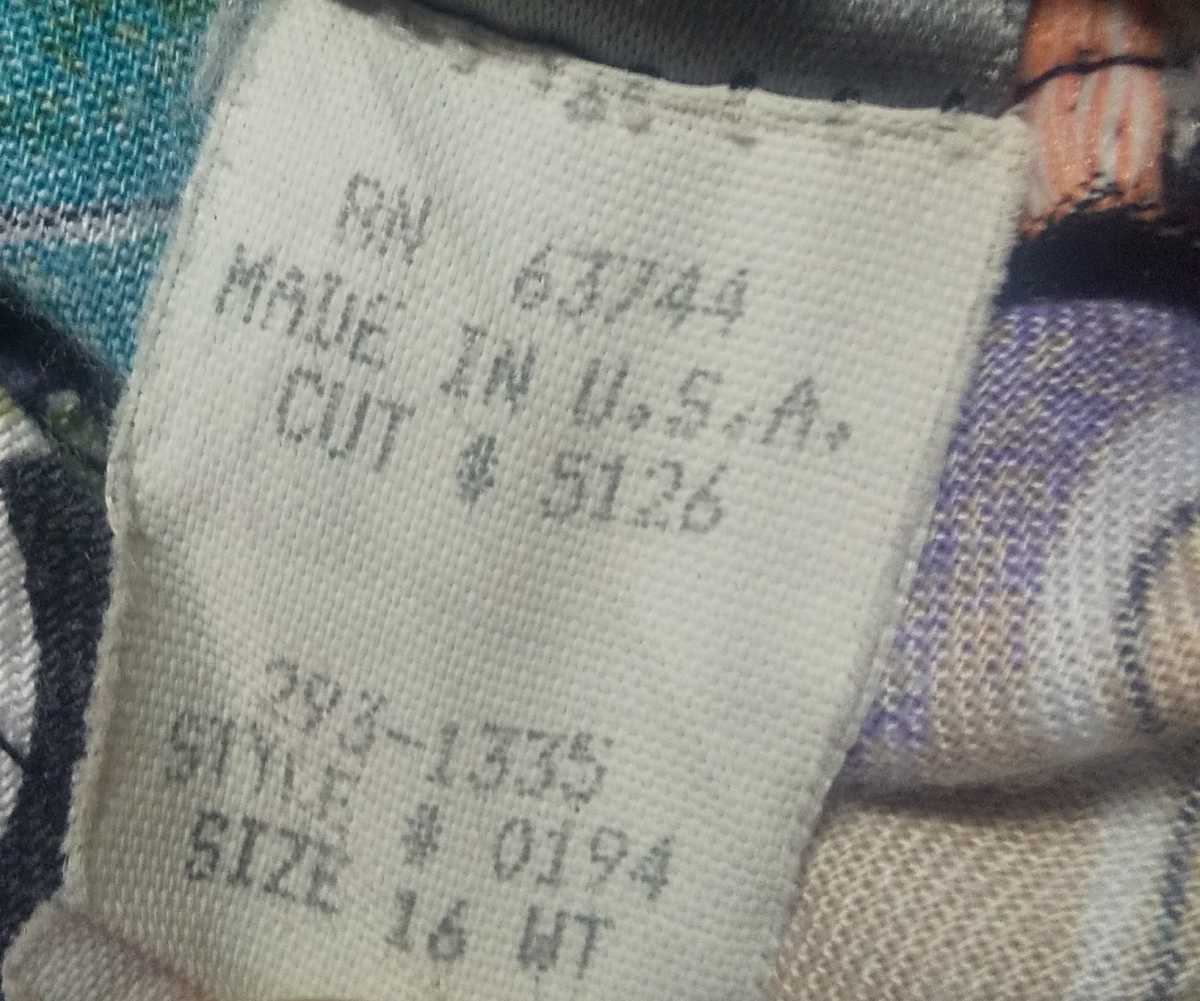 RN 63744
MADE IN U.S.A.
CUT # 5126
293-1335
STYLE # 0194
SIZE 16 WT